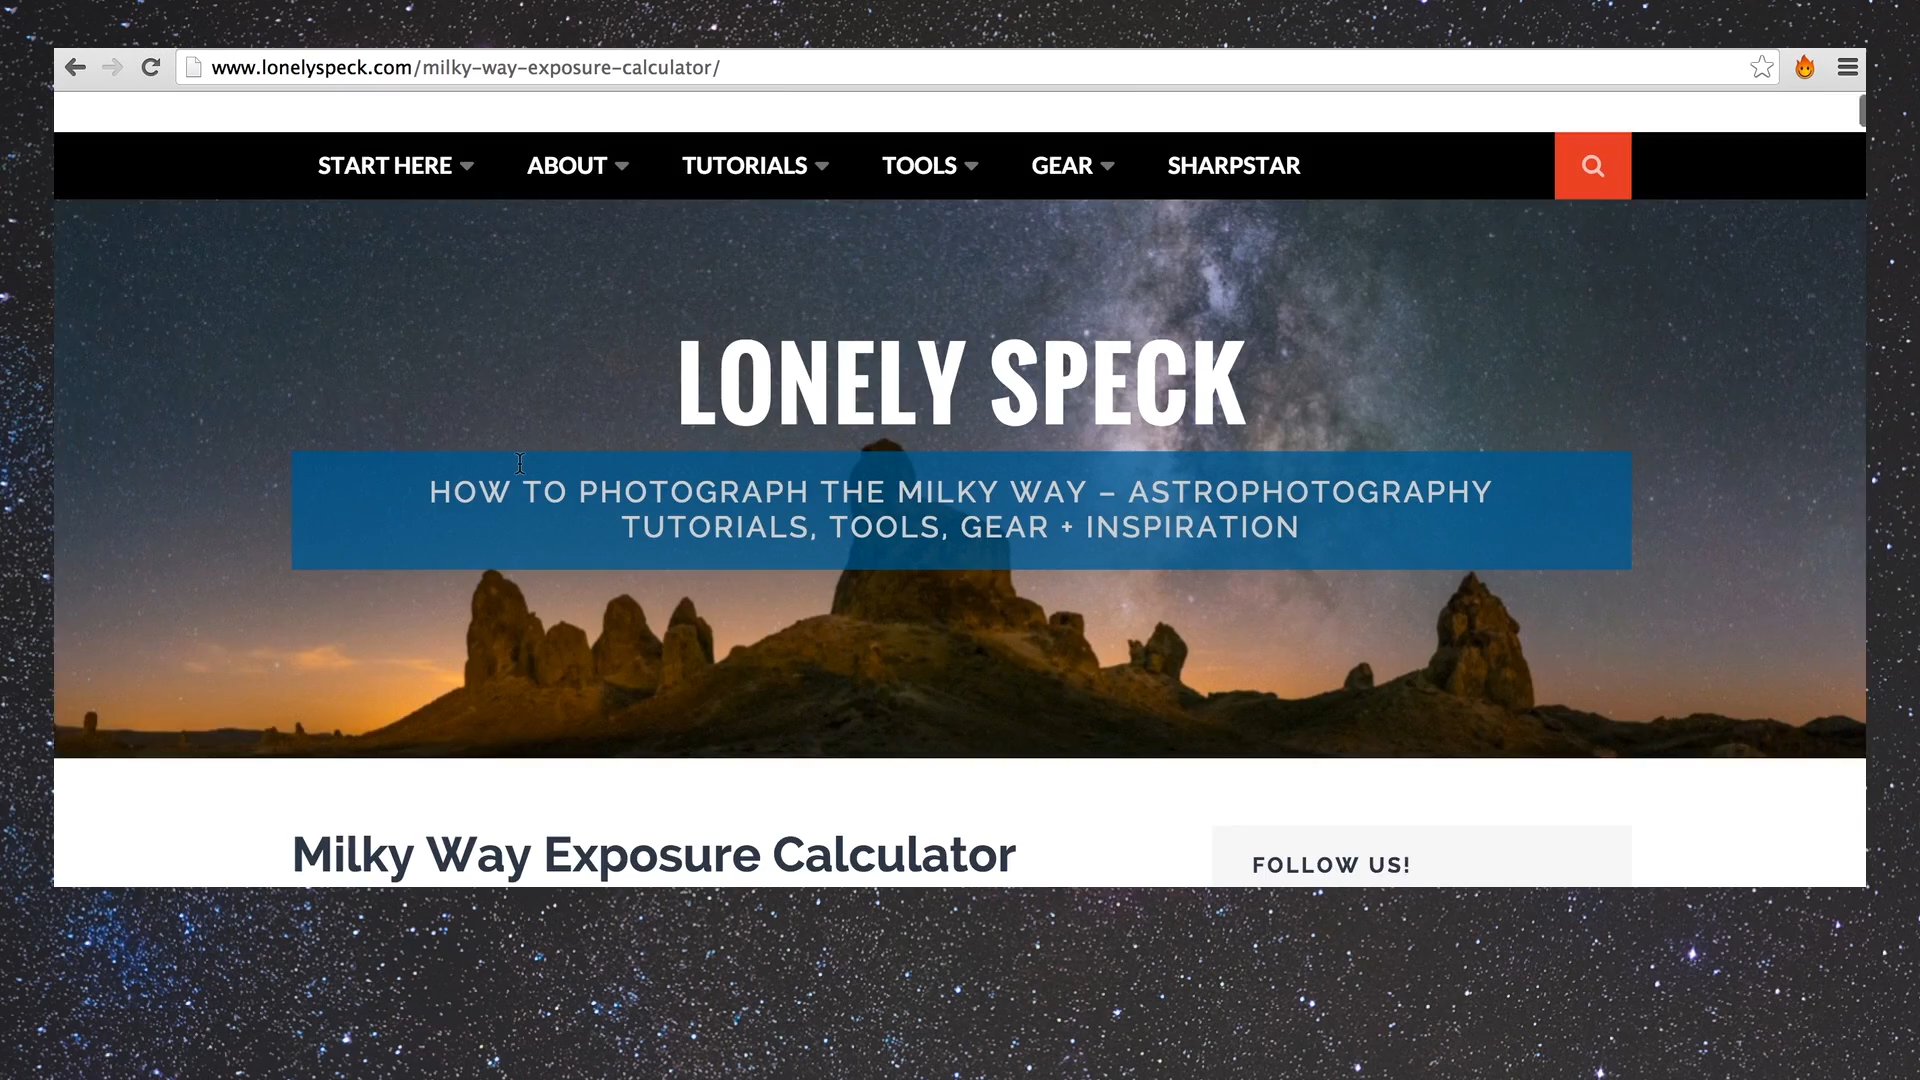 www.lonelyspeck.com/milky-way-exposure-calculator/
START HERE ABOUT TUTORIALS TOOLS GEAR SHARPSTAR
LONELY SPECK
HOW TO PHOTOGRAPH THE MILKY WAY – ASTROPHOTOGRAPHY
TUTORIALS, TOOLS, GEAR + INSPIRATION
Milky Way Exposure Calculator
FOLLOW US!